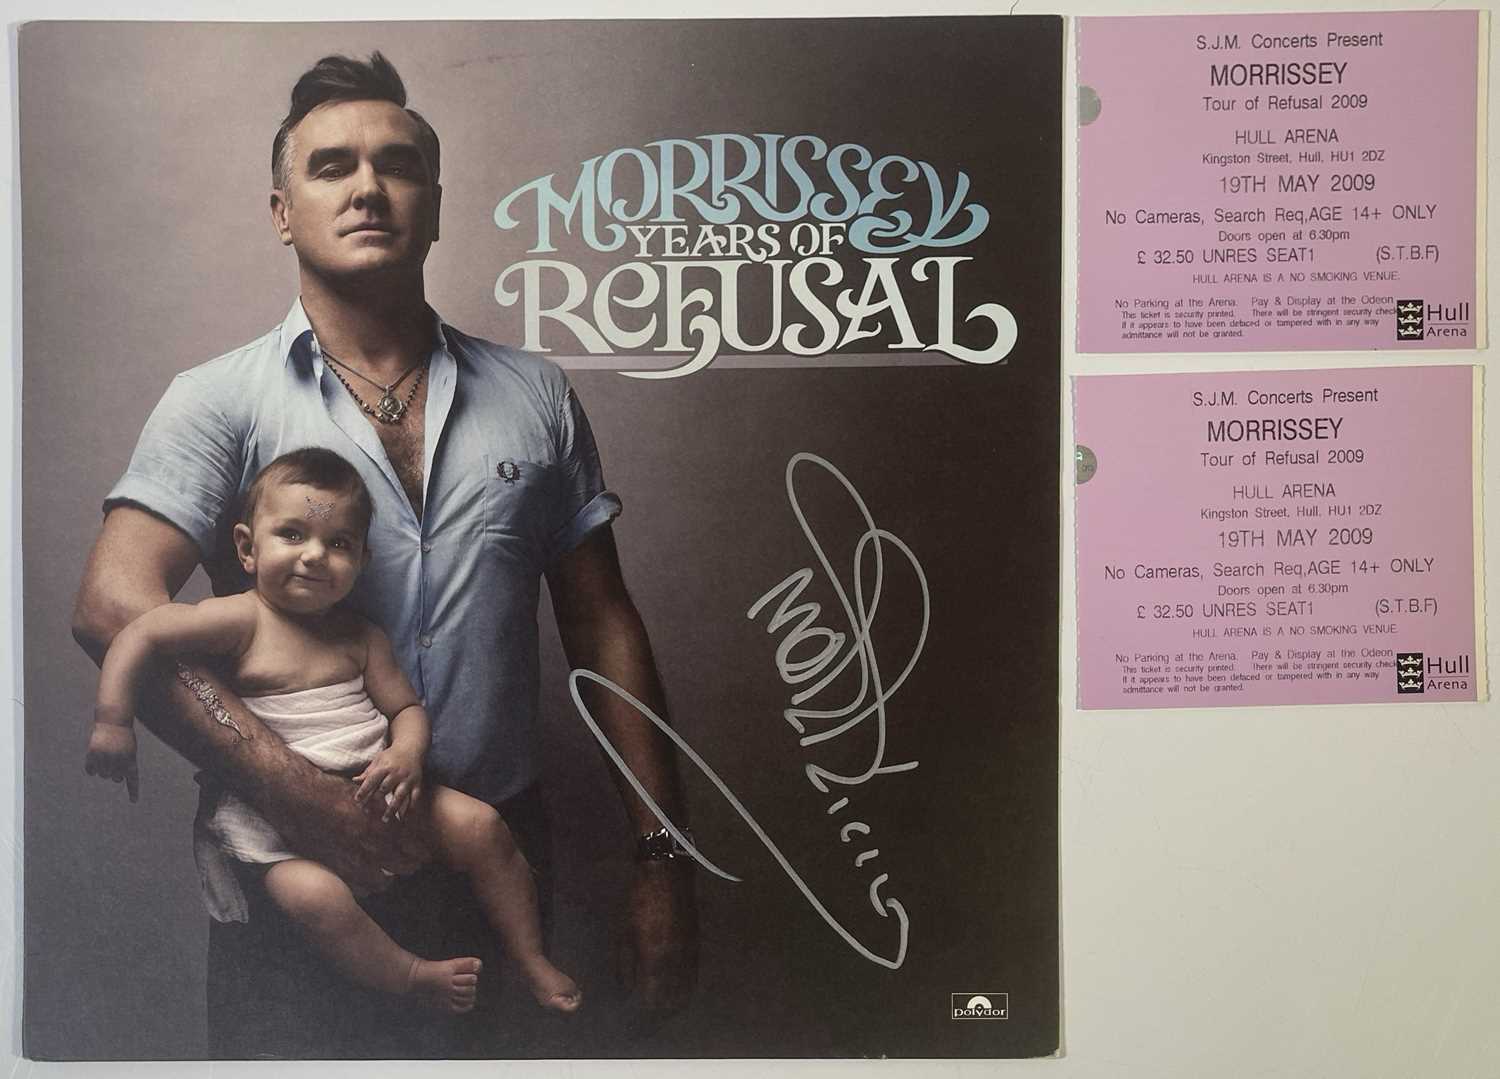 MORRISSEY
YEARS OF
REFUSAL
MORRISSEY
polydor
S.J.M. Concerts Present
MORRISSEY
Tour of Refusal 2009
HULL ARENA
Kingston Street, Hull, HU1 2DZ
19TH MAY 2009
No Cameras, Search Req,AGE 14+ ONLY
Doors open at 6.30pm
£ 32.50 UNRES SEAT1 (S.T.B.F)
HULL ARENA IS A NO SMOKING VENUE.
No Parking at the Arena. Pay & Display at the Odeon
This ticket is security printed. There will be stringent security check
If it appears to have been defaced or tampered with in any way
admittance will not be granted.
Hull
Arena
S.J.M. Concerts Present
MORRISSEY
Tour of Refusal 2009
HULL ARENA
Kingston Street, Hull, HU1 2DZ
19TH MAY 2009
No Cameras, Search Req,AGE 14+ ONLY
Doors open at 6.30pm
£ 32.50 UNRES SEAT1 (S.T.B.F)
HULL ARENA IS A NO SMOKING VENUE.
No Parking at the Arena. Pay & Display at the Odeon
This ticket is security printed. There will be stringent security check
If it appears to have been defaced or tampered with in any way
admittance will not be granted.
Hull
Arena